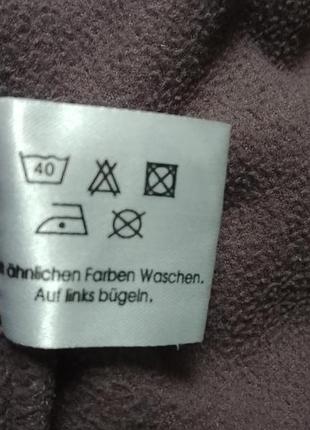 40
ähnlichen Farben Waschen.
Auf links bügeln.